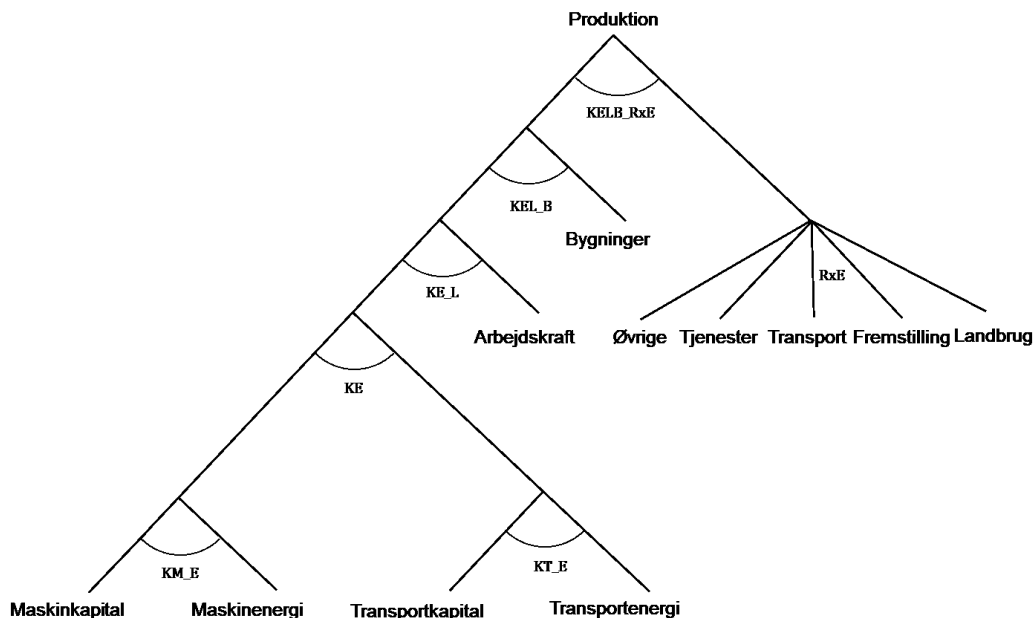 Produktion
KELB_RxE
KEL_B
Bygninger
KE_L
RxE
Arbejdskraft
Øvrige Tjenester Transport Fremstilling Landbrug
KE
KM_E
KT_E
Maskinkapital Maskinenergi Transportkapital Transportenergi